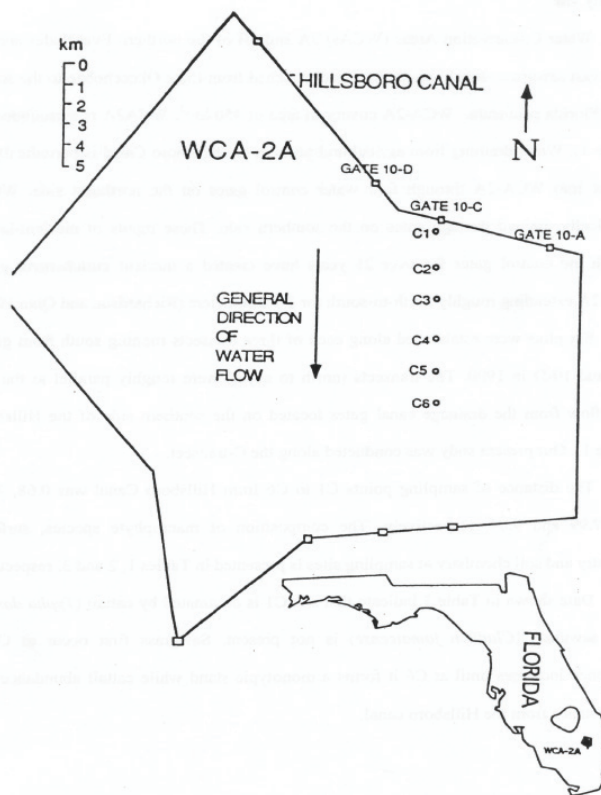 km
0
1
2
3
4
5
HILLSBORO CANAL
WCA-2A
N
GATE 10-D
GATE 10-C
GATE 10-A
C1
C2
C3
C4
C5
C6
GENERAL
DIRECTION
OF
WATER
FLOW
FLORIDA
WCA-2A